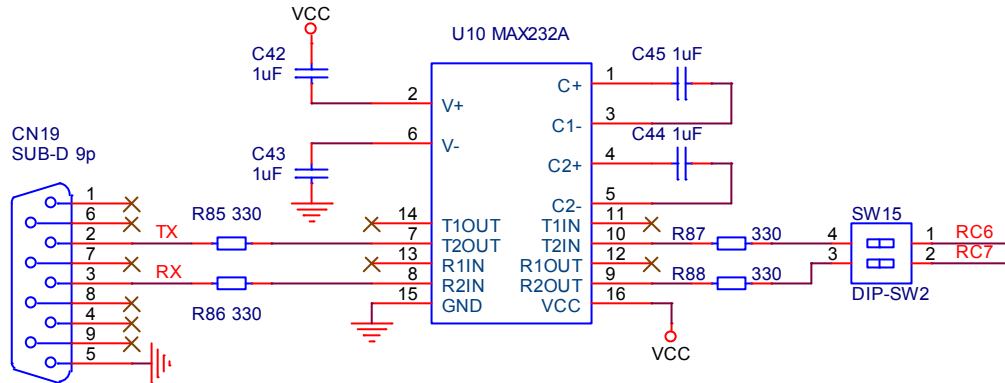 VCC
U10 MAX232A
C42
1uF
C45 1uF
1
C+
2
V+
3
C1-
CN19
SUB-D 9p
6
V-
C44 1uF
4
C2+
C43
1uF
5
C2-
1
6
R85 330
14
T1OUT
T1IN
11
SW15
2
TX
7
T2OUT
T2IN
10
R87
330
4
1
RC6
7
13
R1IN
R1OUT
12
3
2
RC7
3
RX
8
R2IN
R2OUT
9
R88
330
8
R86 330
15
GND
VCC
16
DIP-SW2
4
9
5
VCC